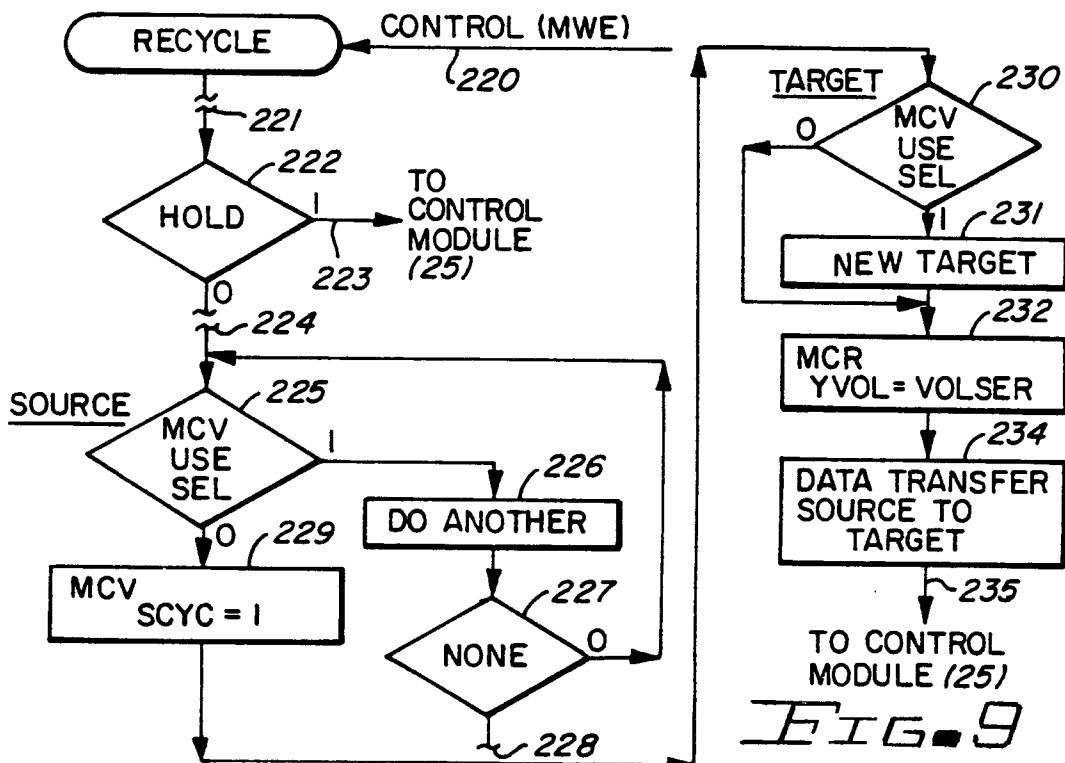 RECYCLE
CONTROL (MWE)
220
221
222
HOLD
1
223
TO
CONTROL
MODULE
(25)
0
224
SOURCE
225
MCV
USE
SEL
1
0
226
DO ANOTHER
227
NONE
0
228
229
MCV
SCYC = 1
TARGET
230
MCV
USE
SEL
0
1
231
NEW TARGET
232
MCR
YVOL = VOLSER
234
DATA TRANSFER
SOURCE TO
TARGET
235
TO CONTROL
MODULE (25)
FIG. 9